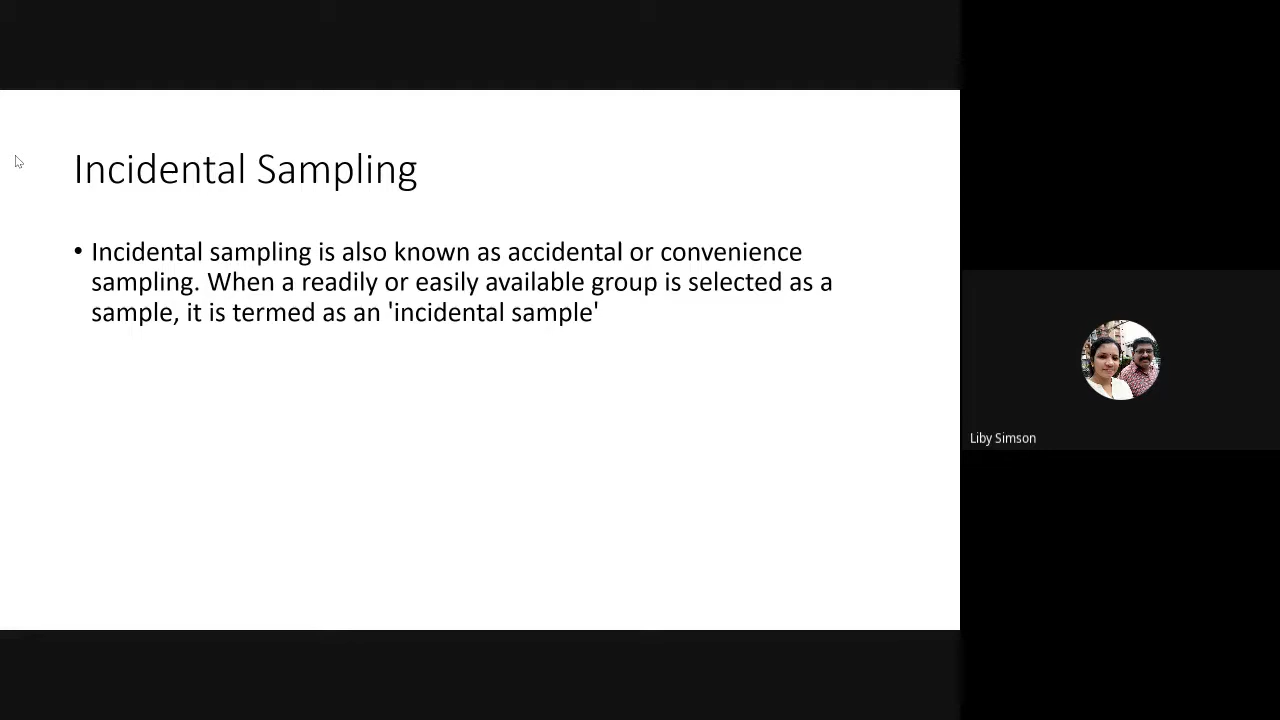 Incidental Sampling
• Incidental sampling is also known as accidental or convenience
sampling. When a readily or easily available group is selected as a
sample, it is termed as an 'incidental sample'
Liby Simson